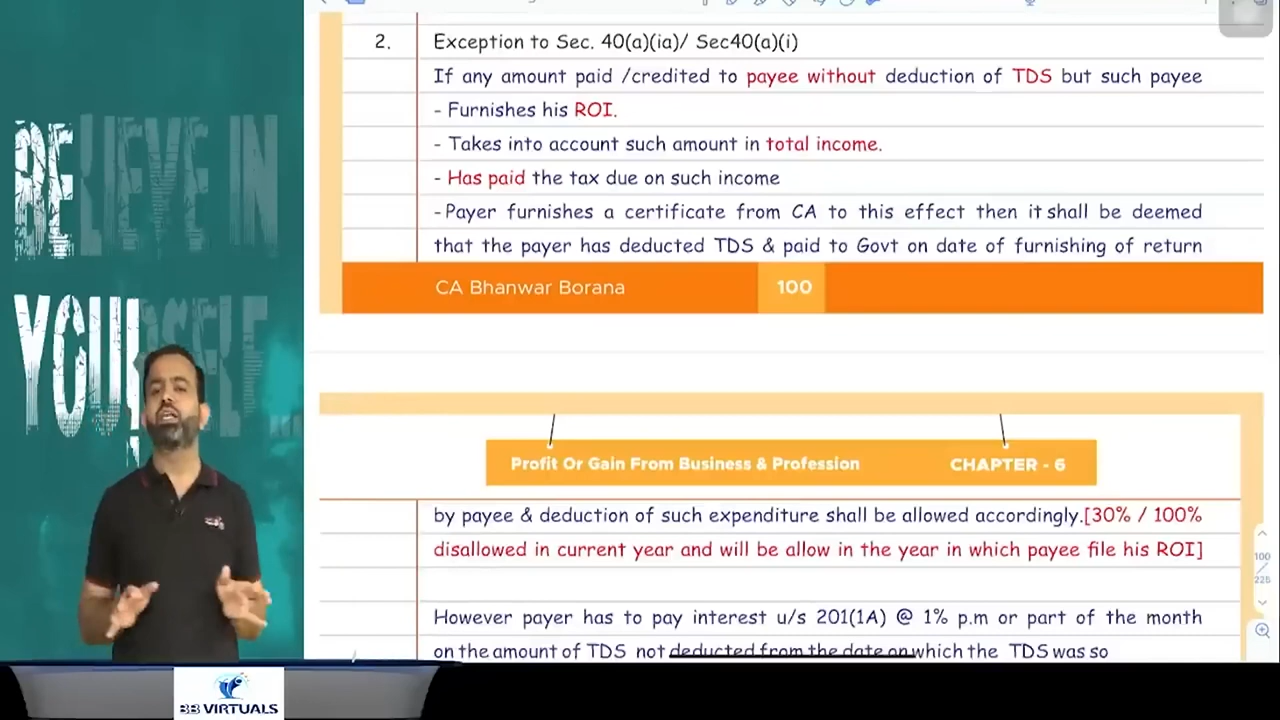 BELIEVE IN
YOURSELF
2. Exception to Sec. 40(a)(ia)/ Sec40(a)(i)
If any amount paid /credited to payee without deduction of TDS but such payee
- Furnishes his ROI.
- Takes into account such amount in total income.
- Has paid the tax due on such income
-Payer furnishes a certificate from CA to this effect then it shall be deemed
that the payer has deducted TDS & paid to Govt on date of furnishing of return
CA Bhanwar Borana 100
Profit Or Gain From Business & Profession CHAPTER - 6
by payee & deduction of such expenditure shall be allowed accordingly.[30% / 100%
disallowed in current year and will be allow in the year in which payee file his ROI]
However payer has to pay interest u/s 201(1A) @ 1% p.m or part of the month
on the amount of TDS not deducted from the date on which the TDS was so
100
225
BB VIRTUALS